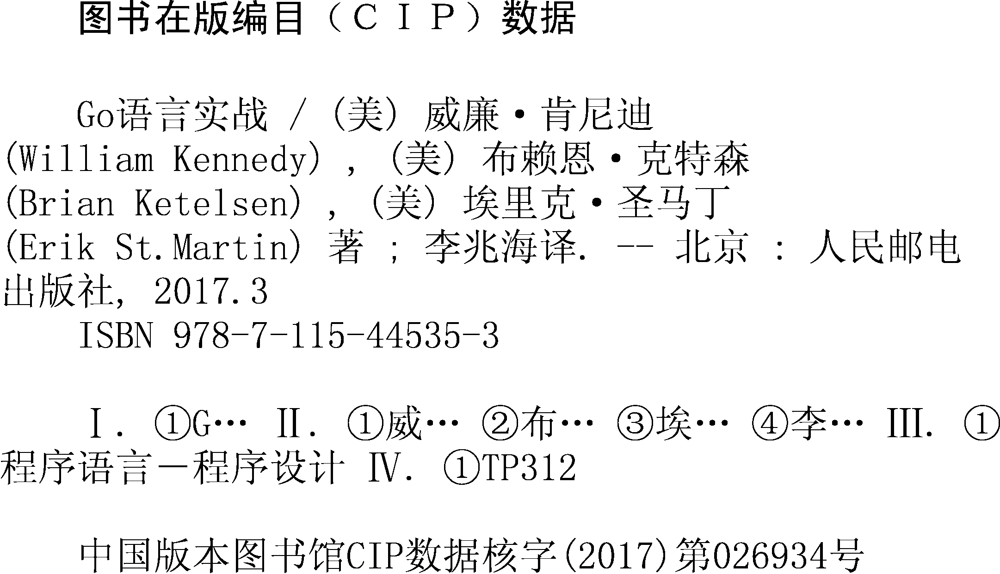 图书在版编目（ＣＩＰ）数据
Go语言实战 / (美) 威廉·肯尼迪
(William Kennedy) , (美) 布赖恩·克特森
(Brian Ketelsen) , (美) 埃里克·圣马丁
(Erik St.Martin) 著 ; 李兆海译. -- 北京 : 人民邮电
出版社, 2017.3
ISBN 978-7-115-44535-3
Ⅰ. ①G… Ⅱ. ①威… ②布… ③埃… ④李… Ⅲ. ①
程序语言－程序设计 Ⅳ. ①TP312
中国版本图书馆CIP数据核字(2017)第026934号